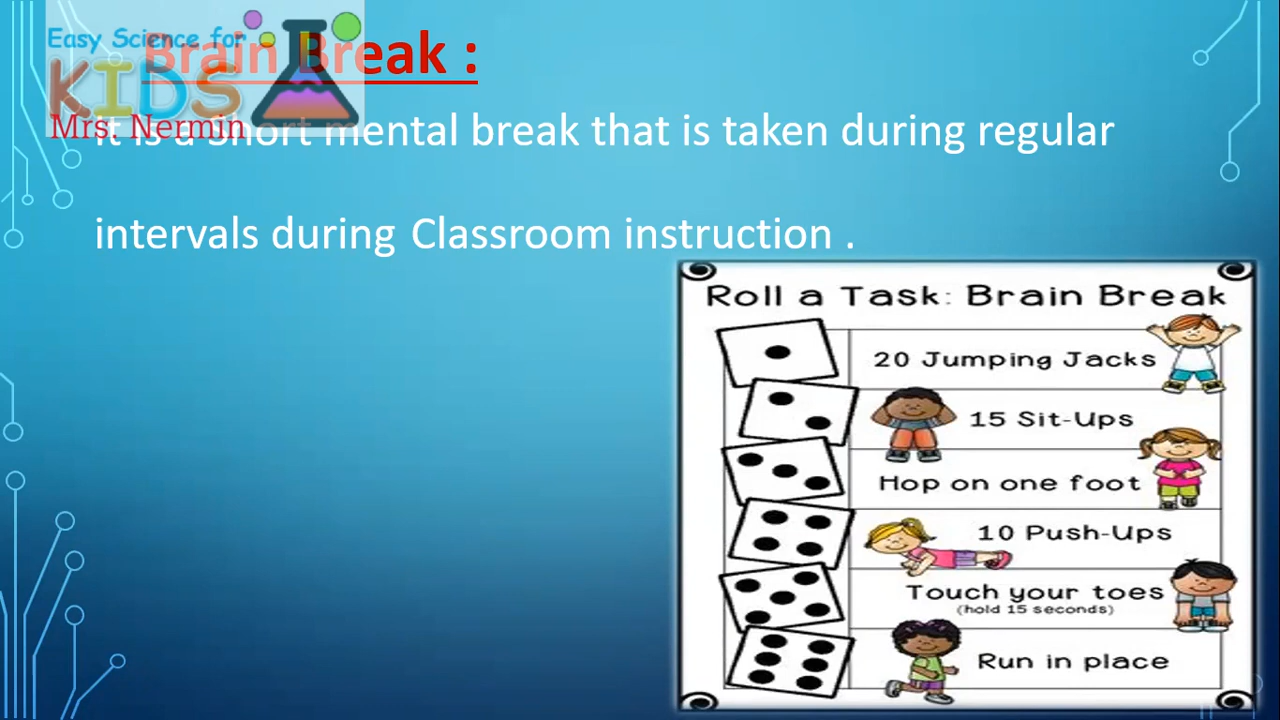 Easy Science for
KIDS
Mrs. Nermin
Brain Break :
It is a Short mental break that is taken during regular
intervals during Classroom instruction .
Roll a Task: Brain Break
20 Jumping Jacks
15 Sit-Ups
Hop on one foot
10 Push-Ups
Touch your toes
(hold 15 seconds)
Run in place